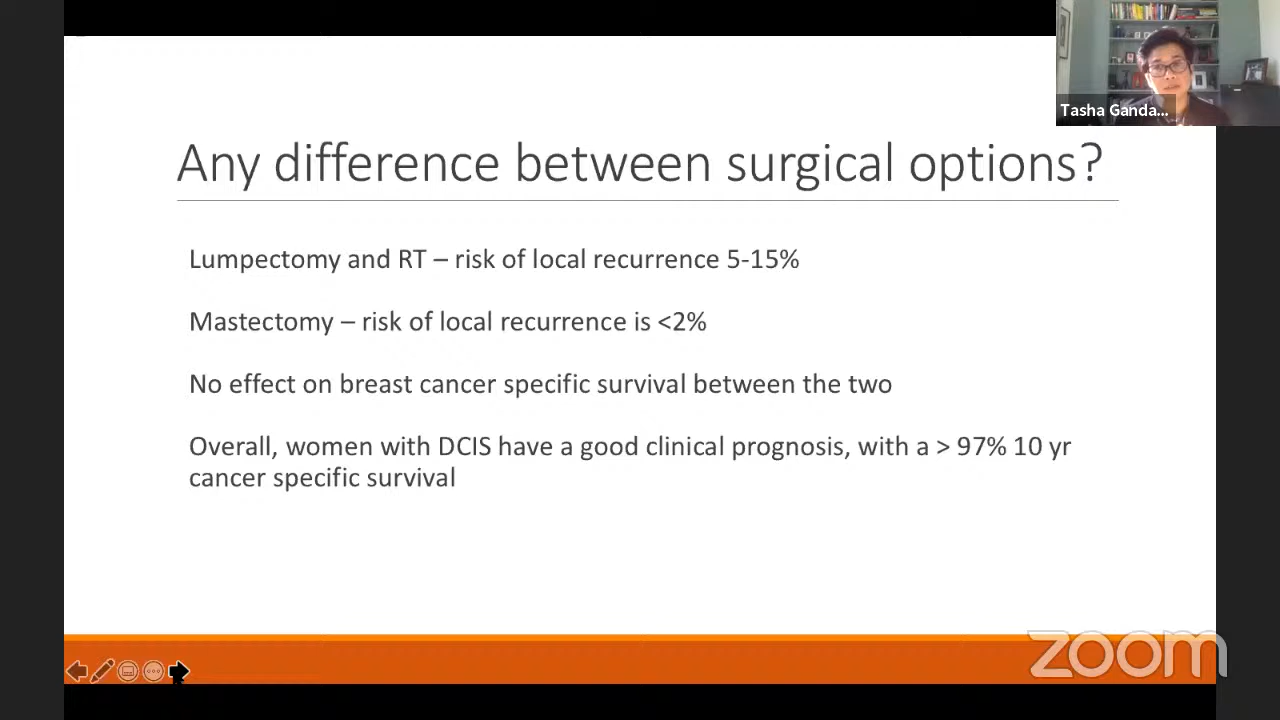 Tasha Ganda...
Any difference between surgical options?
Lumpectomy and RT – risk of local recurrence 5-15%
Mastectomy – risk of local recurrence is <2%
No effect on breast cancer specific survival between the two
Overall, women with DCIS have a good clinical prognosis, with a > 97% 10 yr
cancer specific survival
zoom